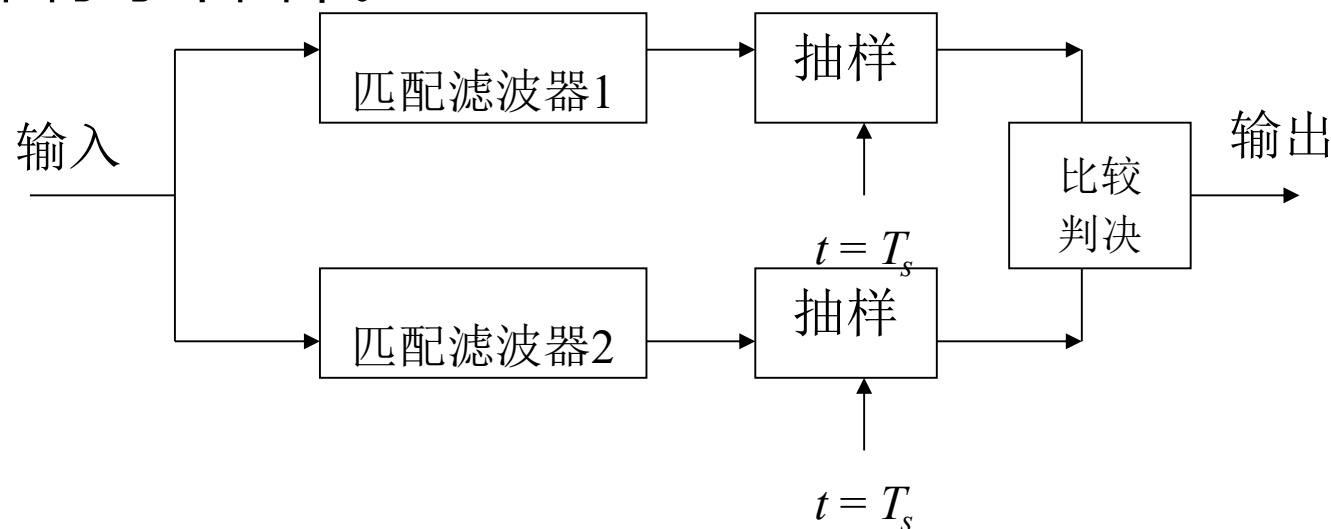 匹配滤波器1
抽样
输入
t = Ts
比较
判决
输出
匹配滤波器2
抽样
t = Ts